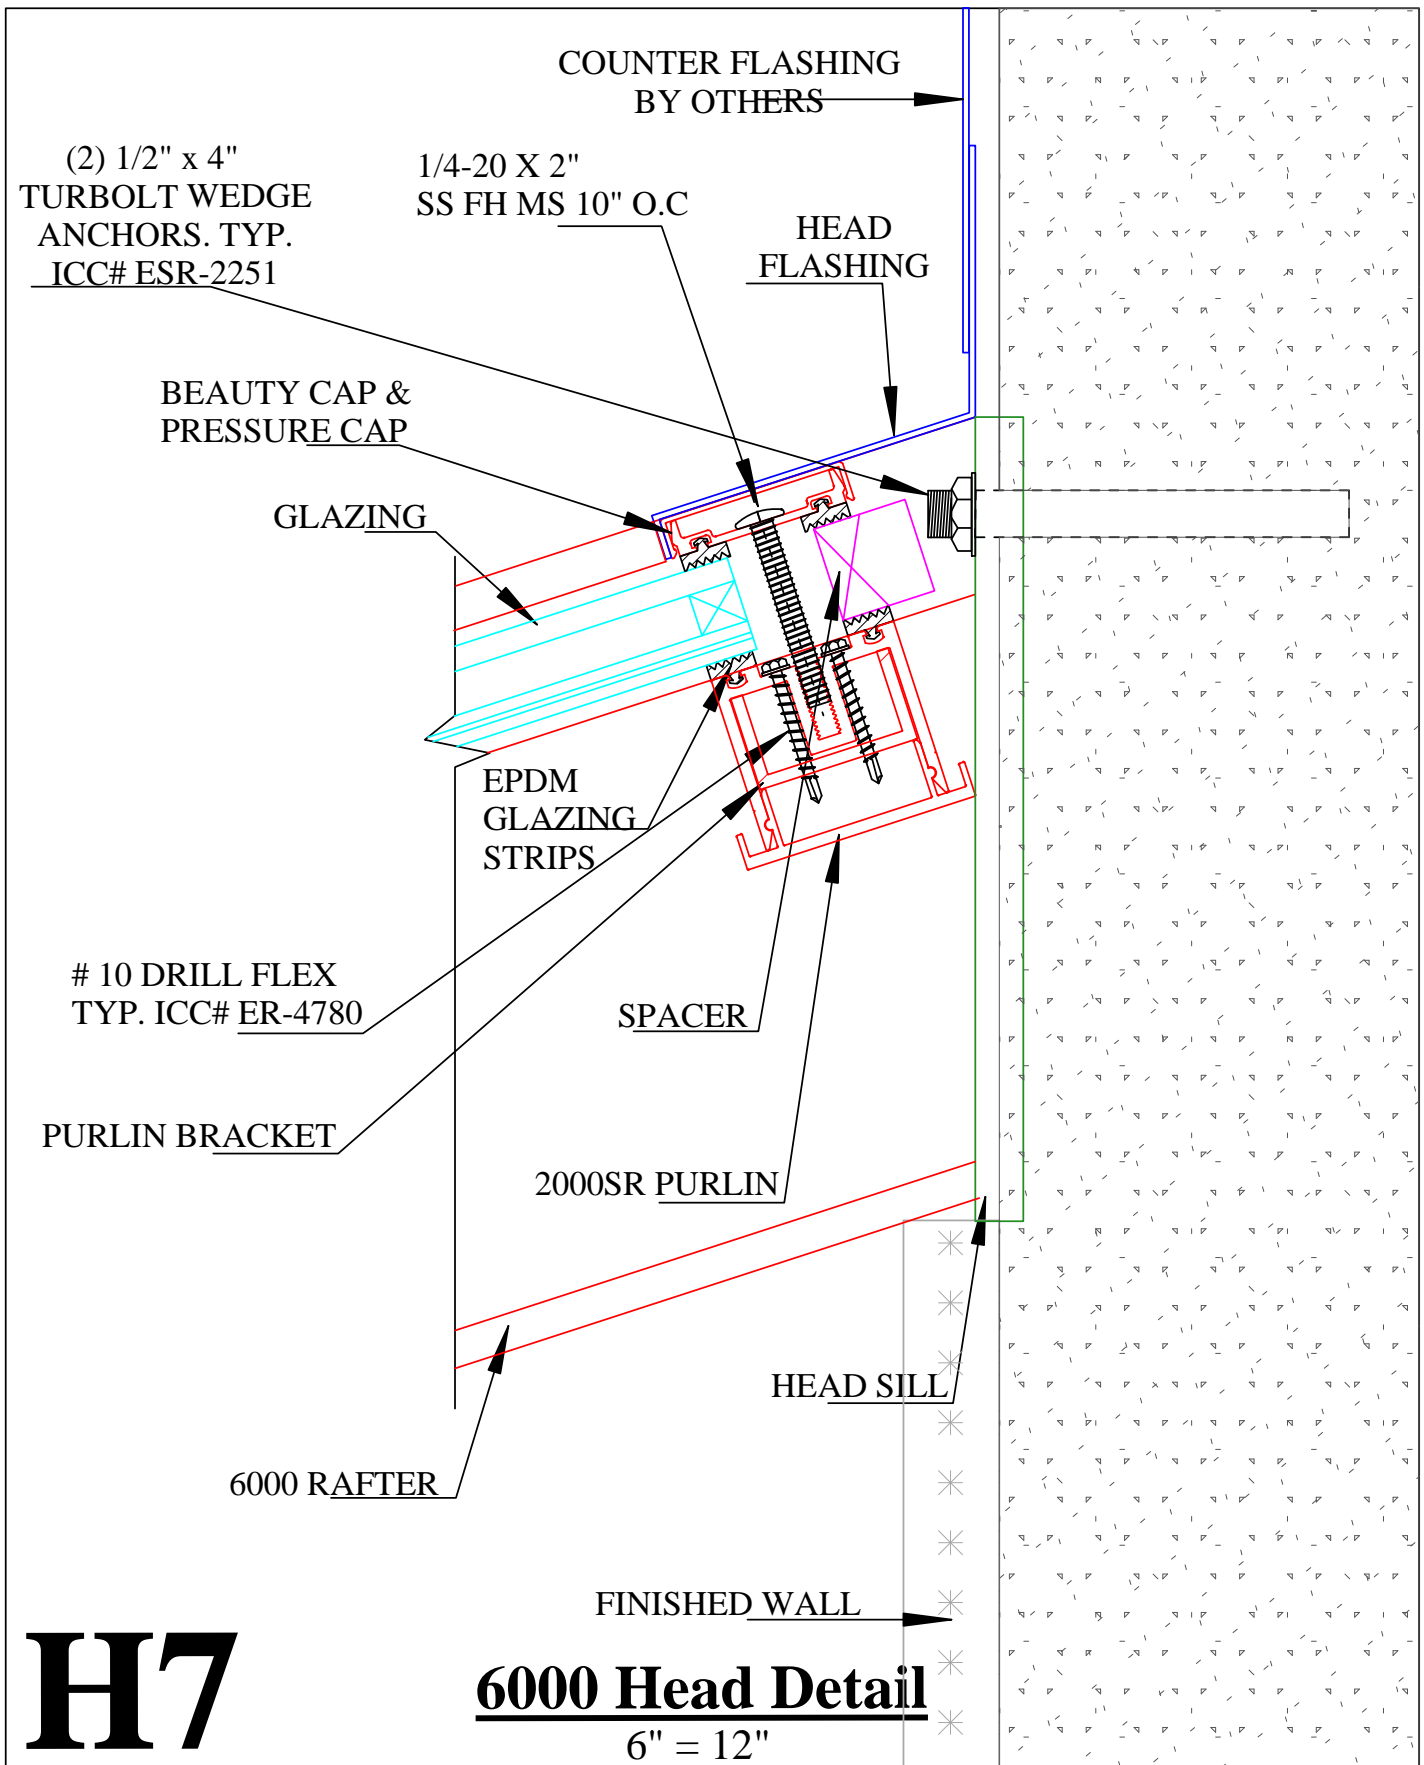 COUNTER FLASHING
BY OTHERS
(2) 1/2" x 4"
TURBOLT WEDGE
ANCHORS. TYP.
ICC# ESR-2251
1/4-20 X 2"
SS FH MS 10" O.C
HEAD
FLASHING
BEAUTY CAP &
PRESSURE CAP
GLAZING
EPDM
GLAZING
STRIPS
# 10 DRILL FLEX
TYP. ICC# ER-4780
SPACER
PURLIN BRACKET
2000SR PURLIN
HEAD SILL
6000 RAFTER
FINISHED WALL
H7
6000 Head Detail
6" = 12"